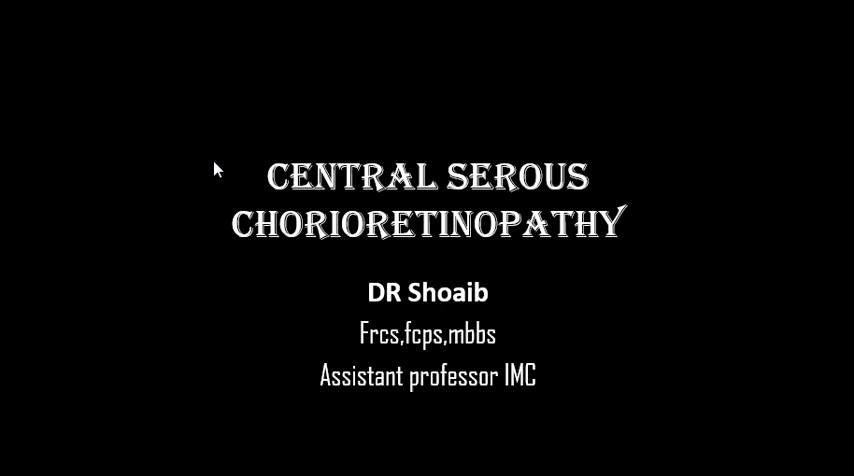 CENTRAL SEROUS
CHORIORETINOPATHY
DR Shoaib
Frcs,fcps,mbbs
Assistant professor IMC